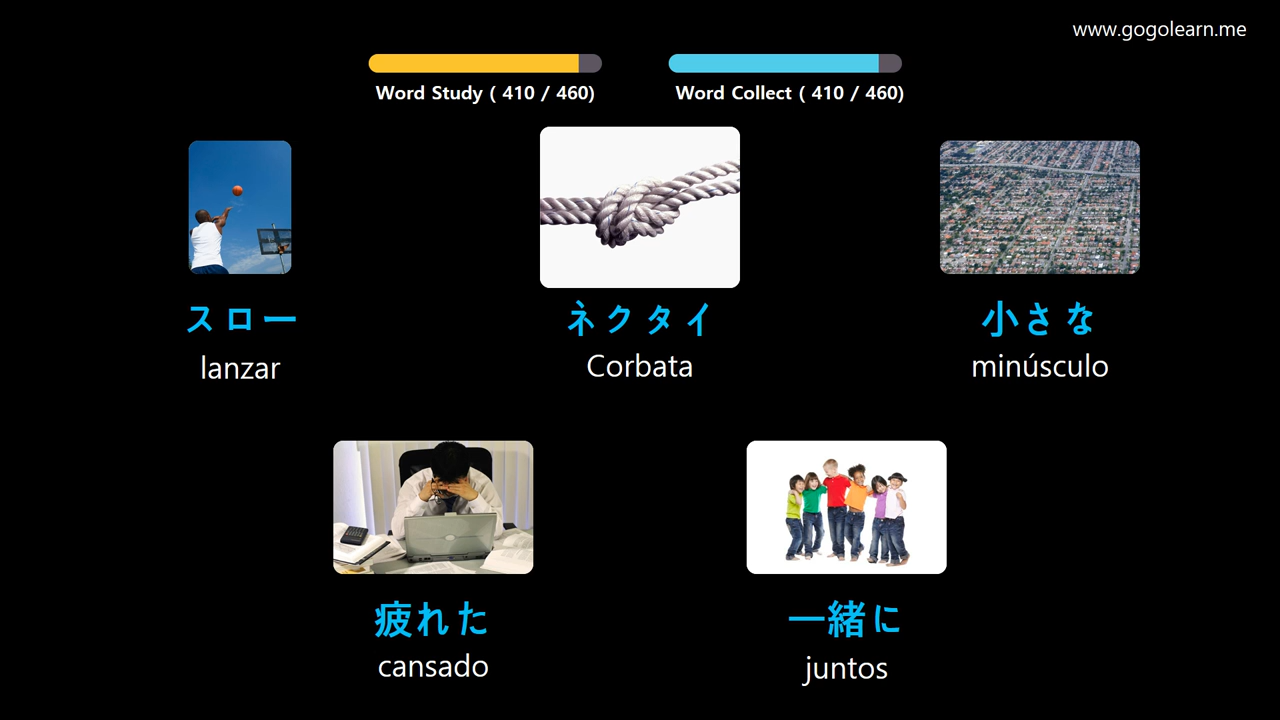 www.gogolearn.me
Word Study ( 410 / 460)
Word Collect ( 410 / 460)
スロー
lanzar
ネクタイ
Corbata
小さな
minúsculo
疲れた
cansado
一緒に
juntos